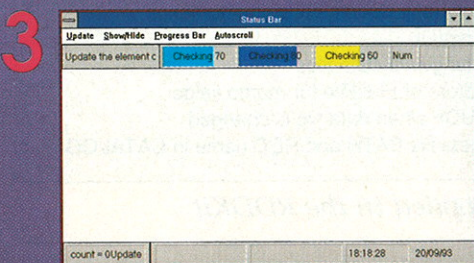 3
Status Bar
Update Show/Hide Progress Bar Autoscroll
Update the element c Checking 70 Checking 80 Checking 60 Num
count = 0Update 18:18:28 20/09/93